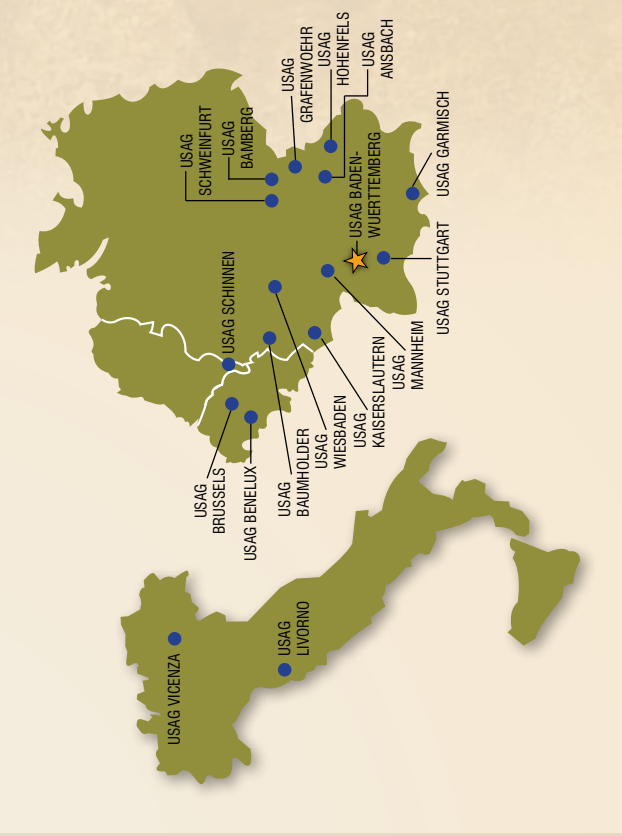 USAG
GRAFENWOEHR
USAG
HOHENFELS
USAG
ANSBACH
USAG
SCHWEINFURT
USAG
BAMBERG
USAG BADEN-
WUERTTEMBERG
USAG GARMISCH
USAG SCHINNEN
USAG STUTTGART
USAG
MANNHEIM
USAG
KAISERSLAUTERN
USAG
WIESBADEN
USAG
BAUMHOLDER
USAG
BRUSSELS
USAG BENELUX
USAG VICENZA
USAG
LIVORNO